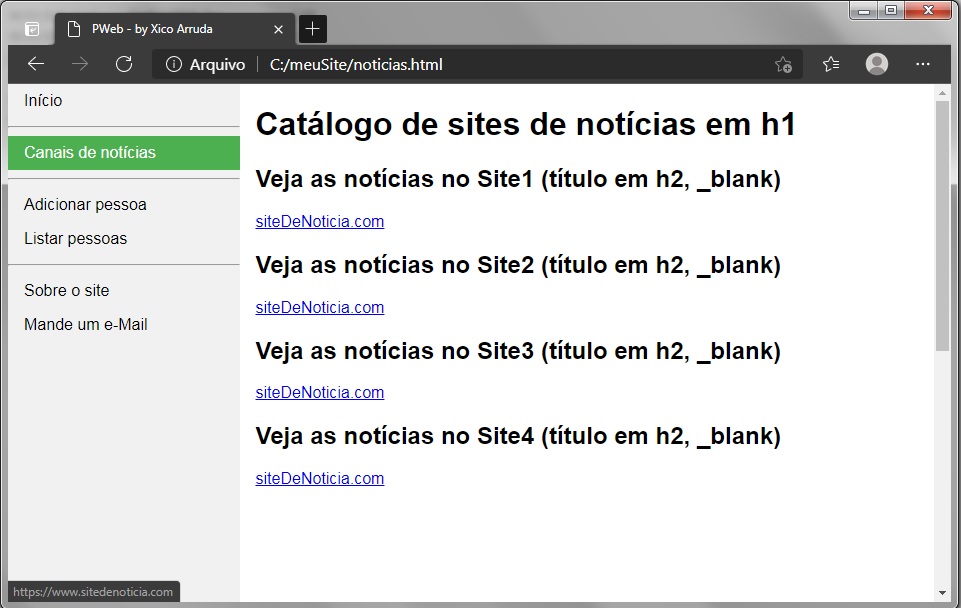 PWeb - by Xico Arruda
Arquivo
C:/meuSite/noticias.html
Início
Canais de notícias
Adicionar pessoa
Listar pessoas
Sobre o site
Mande um e-Mail
Catálogo de sites de notícias em h1
Veja as notícias no Site1 (título em h2, _blank)
siteDeNoticia.com
Veja as notícias no Site2 (título em h2, _blank)
siteDeNoticia.com
Veja as notícias no Site3 (título em h2, _blank)
siteDeNoticia.com
Veja as notícias no Site4 (título em h2, _blank)
siteDeNoticia.com
https://www.sitedenoticia.com